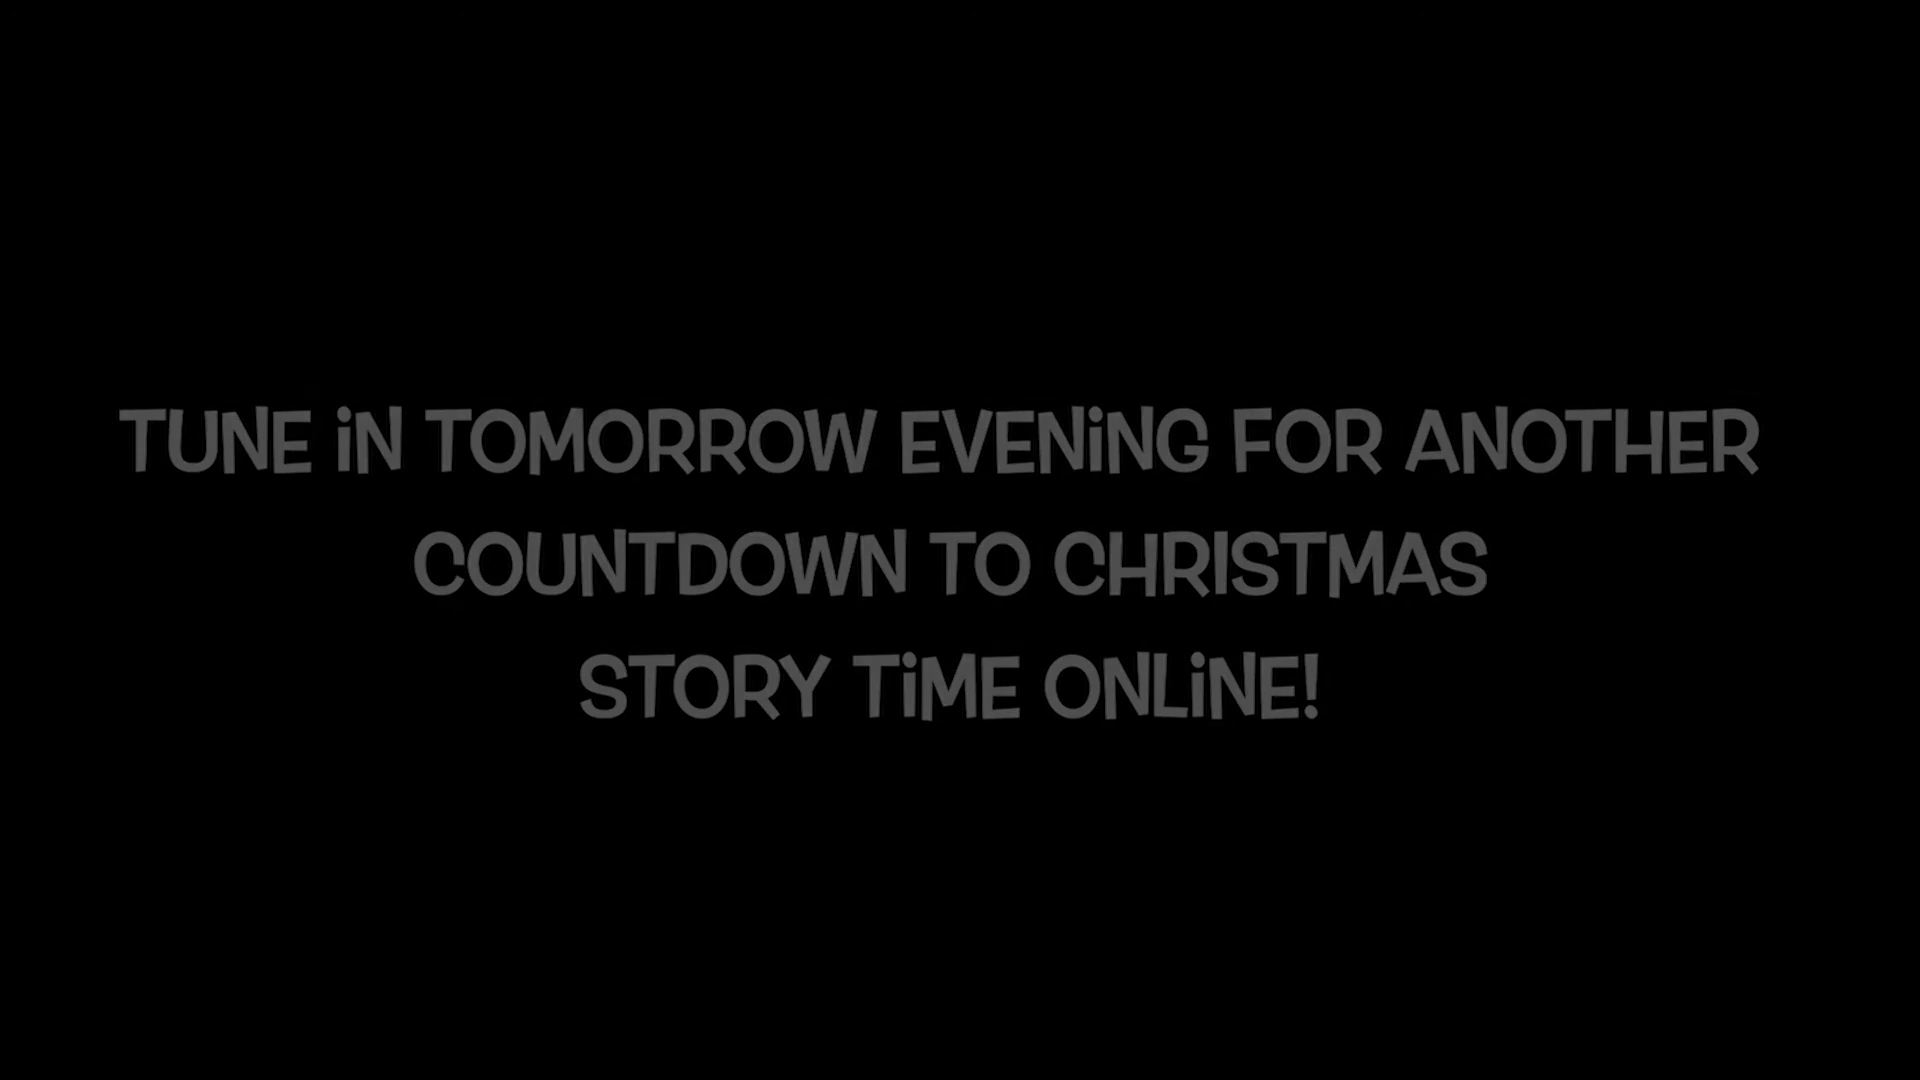 TUNE iN TOMORROW EVENiNG FOR ANOTHER
COUNTDOWN TO CHRISTMAS
STORY TiME ONLiNE!